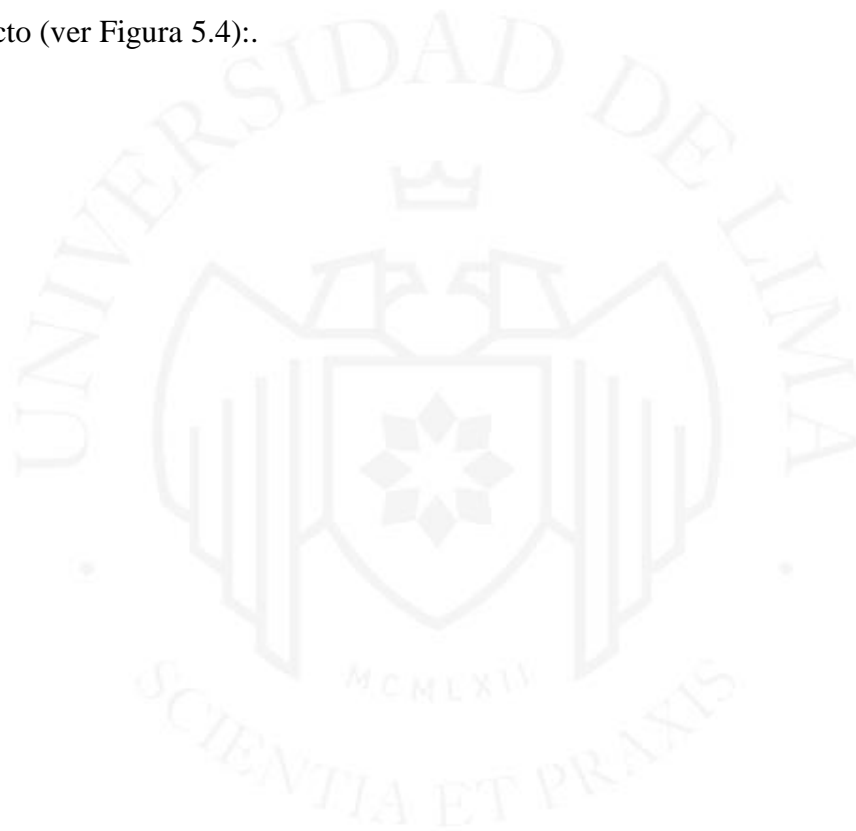 cto (ver Figura 5.4):.
UNIVERSIDAD DE LIMA
MCMLXII
SCIENTIA ET PRAXIS